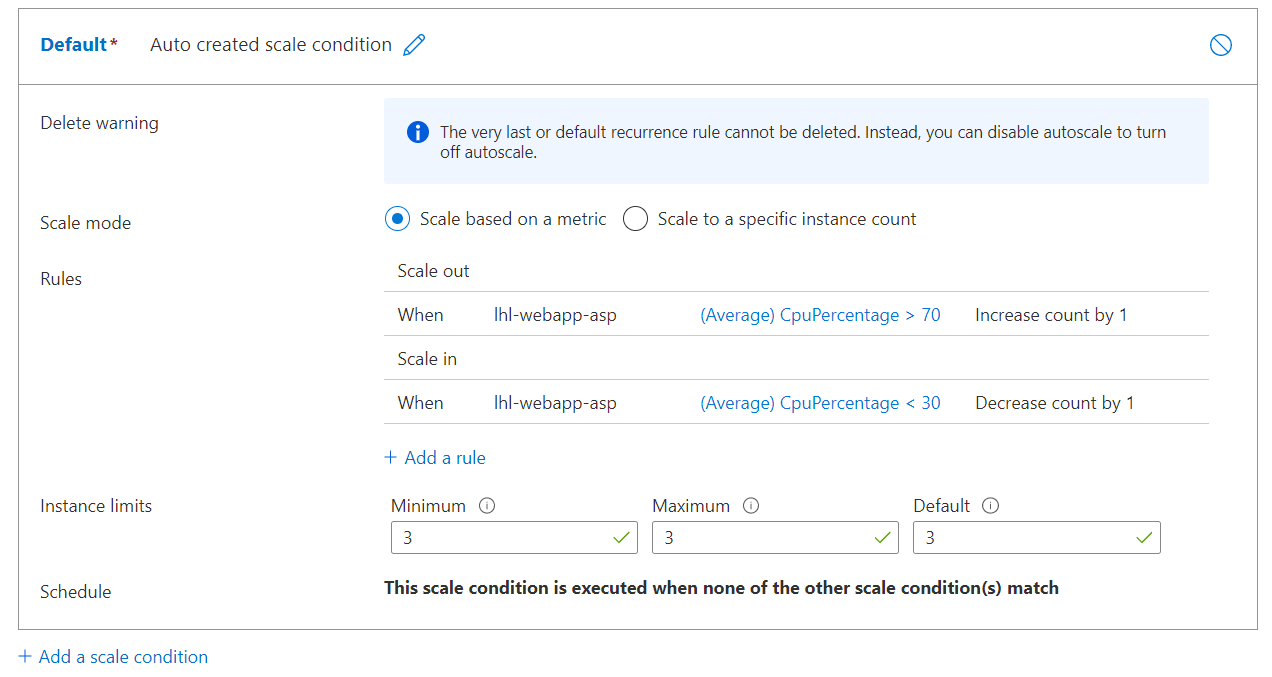 Default* Auto created scale condition
Delete warning
The very last or default recurrence rule cannot be deleted. Instead, you can disable autoscale to turn
off autoscale.
Scale mode
Scale based on a metric Scale to a specific instance count
Rules
Scale out
When lhl-webapp-asp (Average) CpuPercentage > 70 Increase count by 1
Scale in
When lhl-webapp-asp (Average) CpuPercentage < 30 Decrease count by 1
+ Add a rule
Instance limits
Minimum Maximum Default
3 3 3
Schedule
This scale condition is executed when none of the other scale condition(s) match
+ Add a scale condition